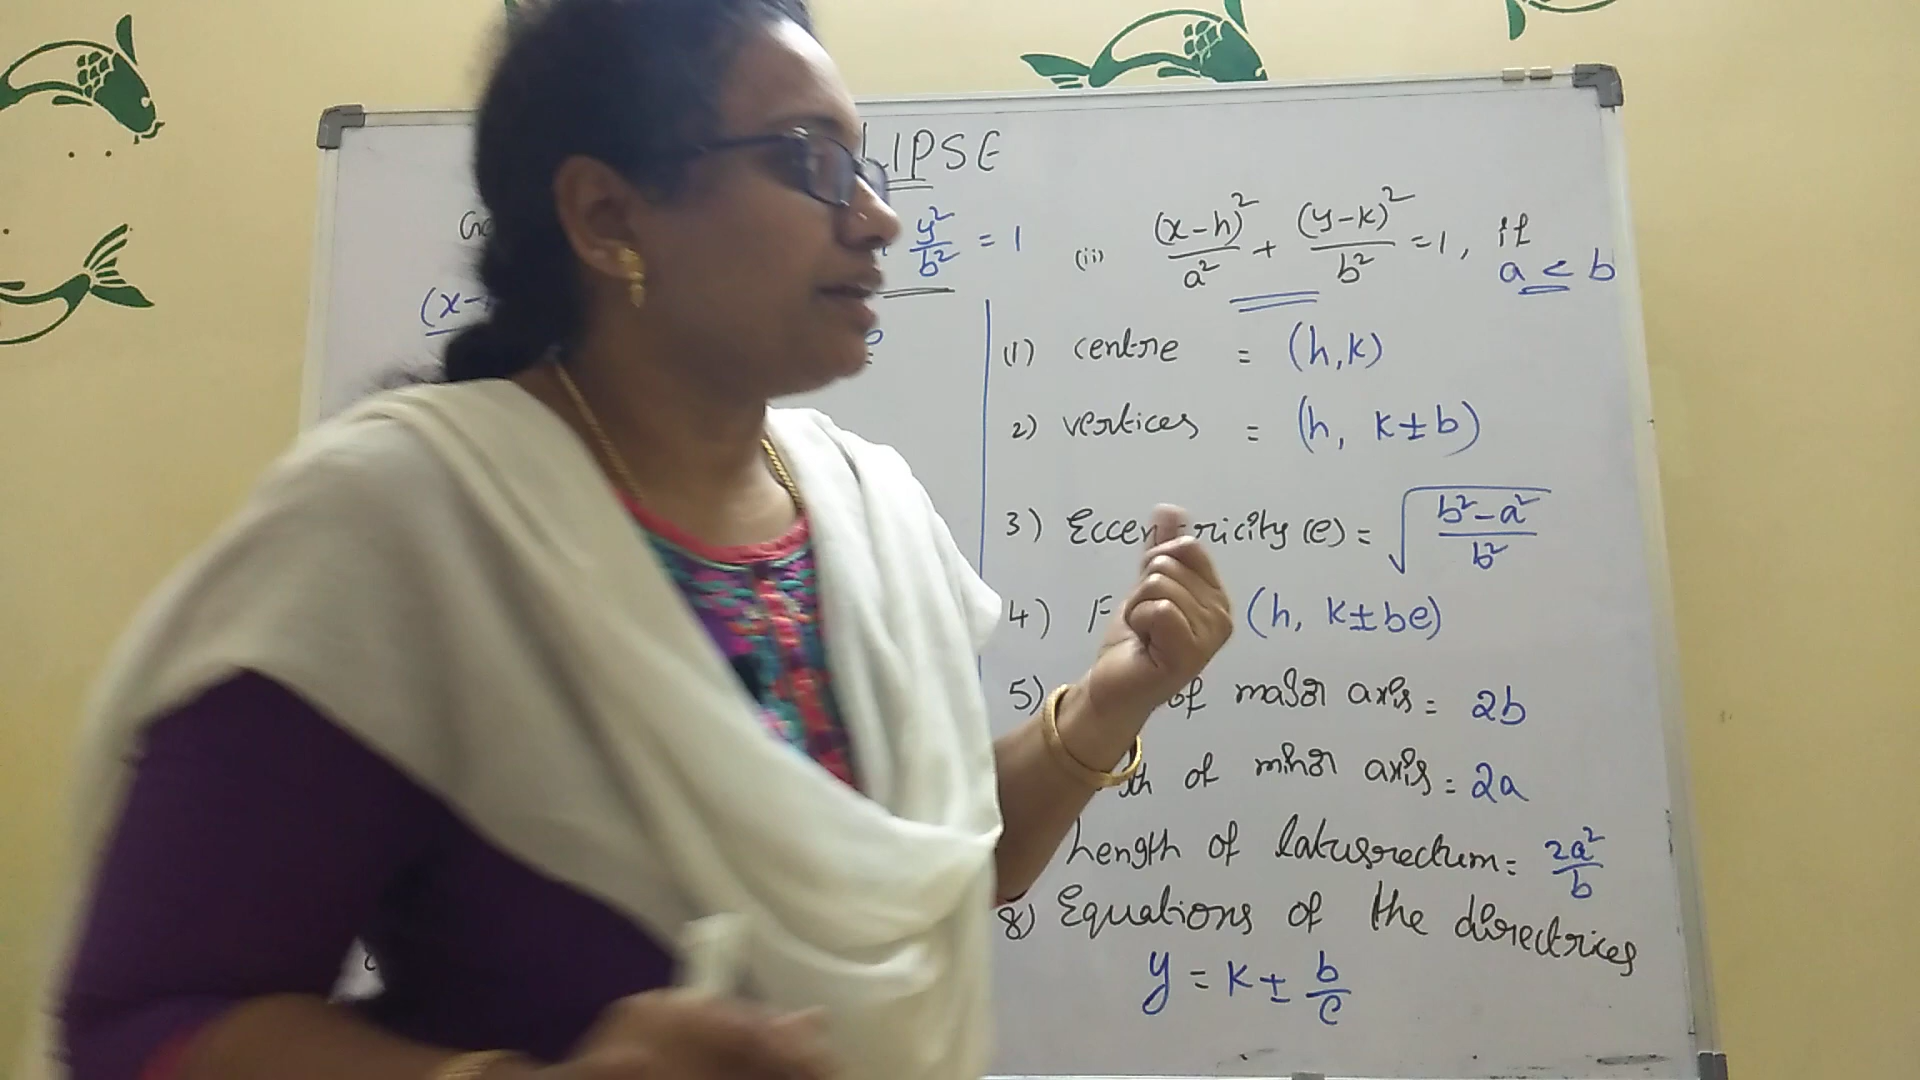 LIPSE
y²/b² = 1
(x-
(ii) (x-h)²/a² + (y-k)²/b² = 1, if a < b
(1) centre = (h,k)
2) vertices = (h, k±b)
3) Eccentricity (e) = √((b²-a²)/b²)
4) F (h, k±be)
5) of major axis = 2b
th of minor axis = 2a
Length of latusrectum = 2a²/b
8) Equations of the directrices
y = k ± b/e